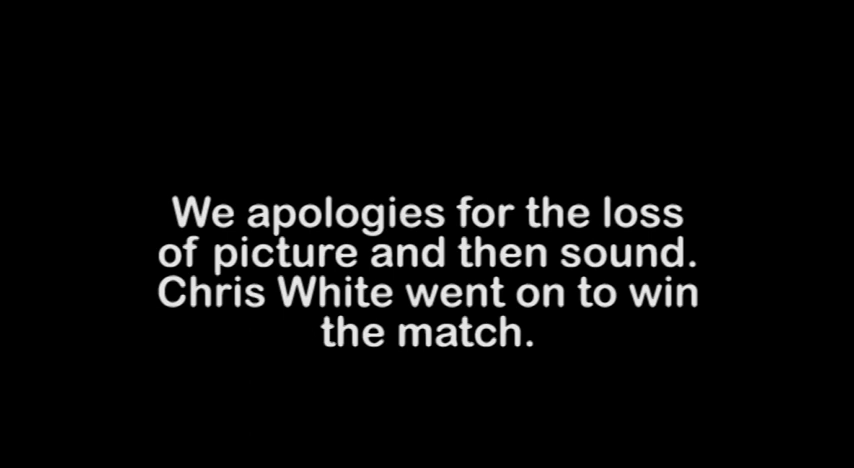 We apologies for the loss
of picture and then sound.
Chris White went on to win
the match.